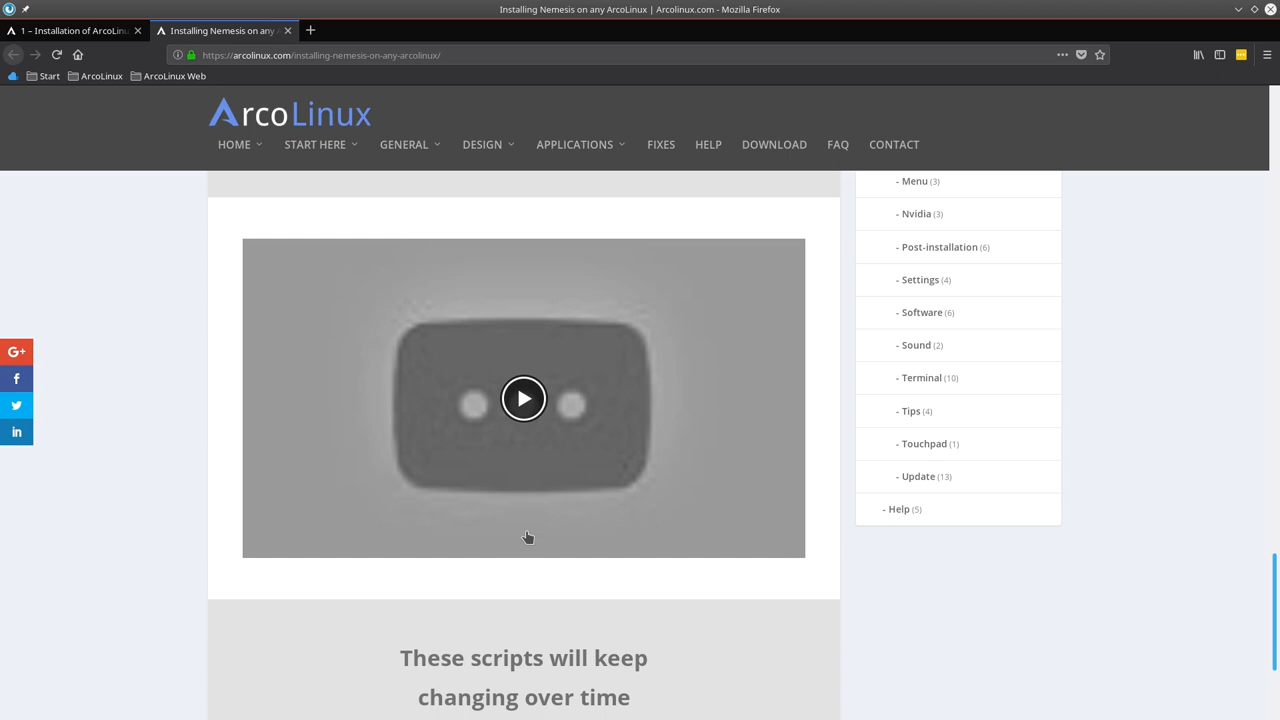 Installing Nemesis on any ArcoLinux | Arcolinux.com - Mozilla Firefox
1 – Installation of ArcoLinu
Installing Nemesis on any A
https://arcolinux.com/installing-nemesis-on-any-arcolinux/
Start
ArcoLinux
ArcoLinux Web
ArcoLinux
HOME
START HERE
GENERAL
DESIGN
APPLICATIONS
FIXES
HELP
DOWNLOAD
FAQ
CONTACT
- Menu (3)
- Nvidia (3)
- Post-installation (6)
- Settings (4)
- Software (6)
- Sound (2)
- Terminal (10)
- Tips (4)
- Touchpad (1)
- Update (13)
- Help (5)
G+
f
in
These scripts will keep
changing over time